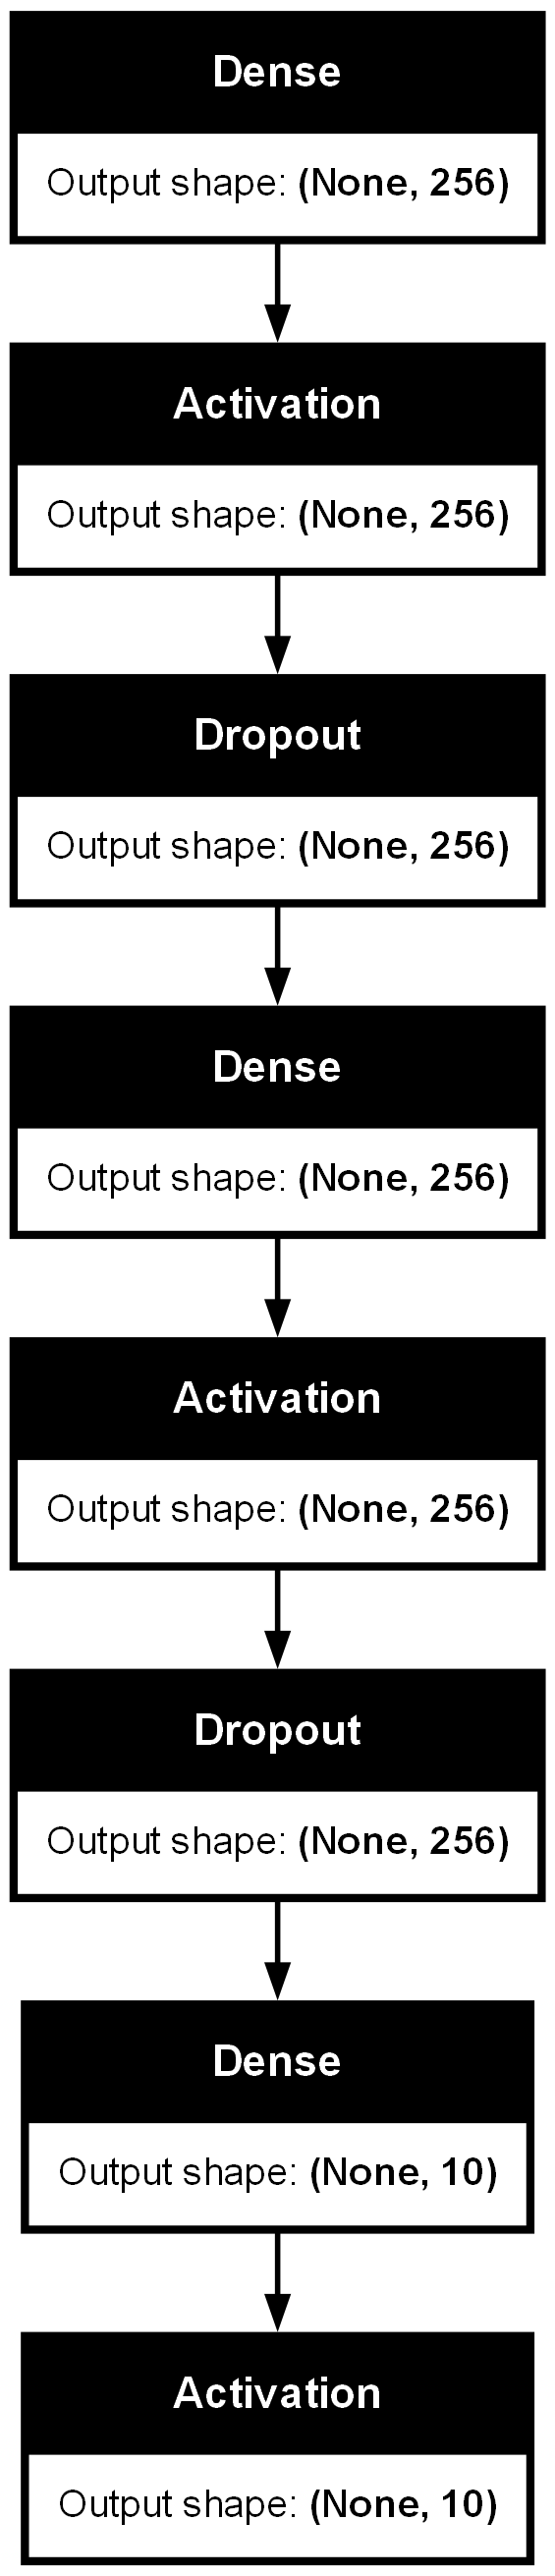 Dense
Output shape: (None, 256)
Activation
Output shape: (None, 256)
Dropout
Output shape: (None, 256)
Dense
Output shape: (None, 256)
Activation
Output shape: (None, 256)
Dropout
Output shape: (None, 256)
Dense
Output shape: (None, 10)
Activation
Output shape: (None, 10)